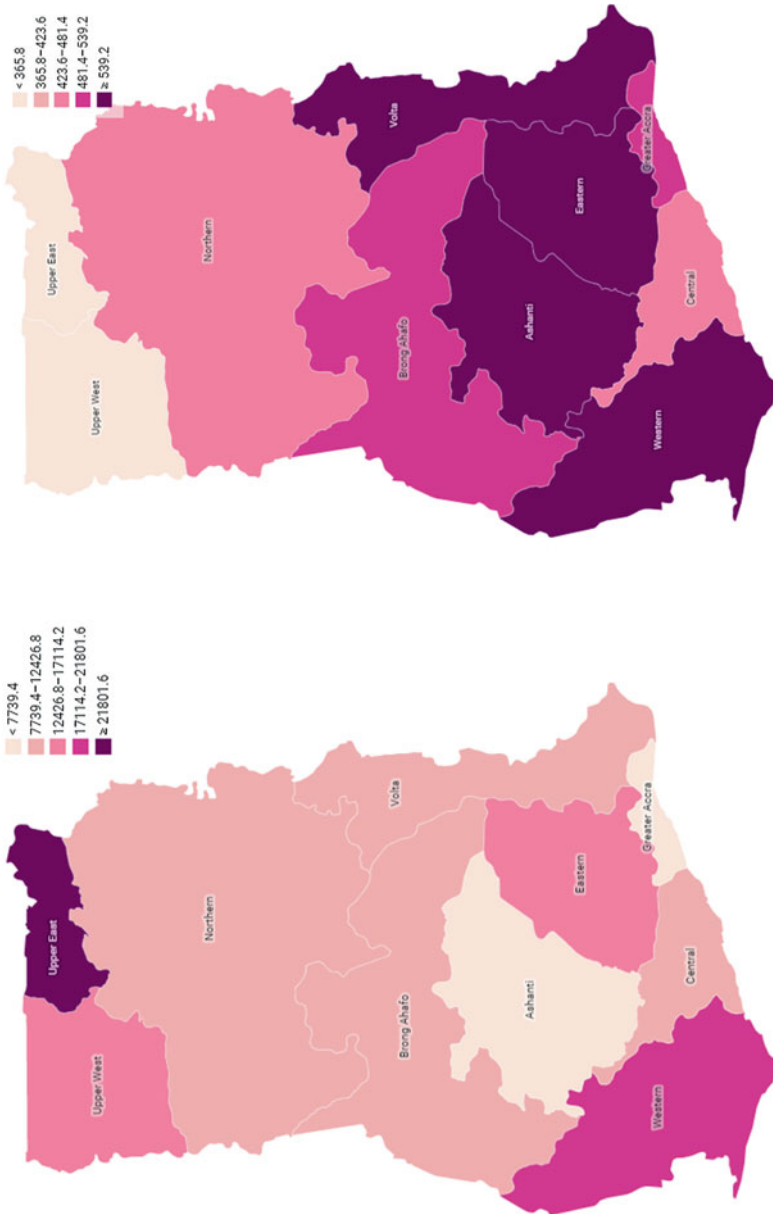 < 365.8
365.8–423.6
423.6–481.4
481.4–539.2
≥ 539.2
Upper East
Upper West
Northern
Volta
Brong Ahafo
Ashanti
Eastern
Greater Accra
Central
Western
< 7739.4
7739.4–12426.8
12426.8–17114.2
17114.2–21801.6
≥ 21801.6
Upper East
Upper West
Northern
Volta
Brong Ahafo
Ashanti
Eastern
Greater Accra
Central
Western